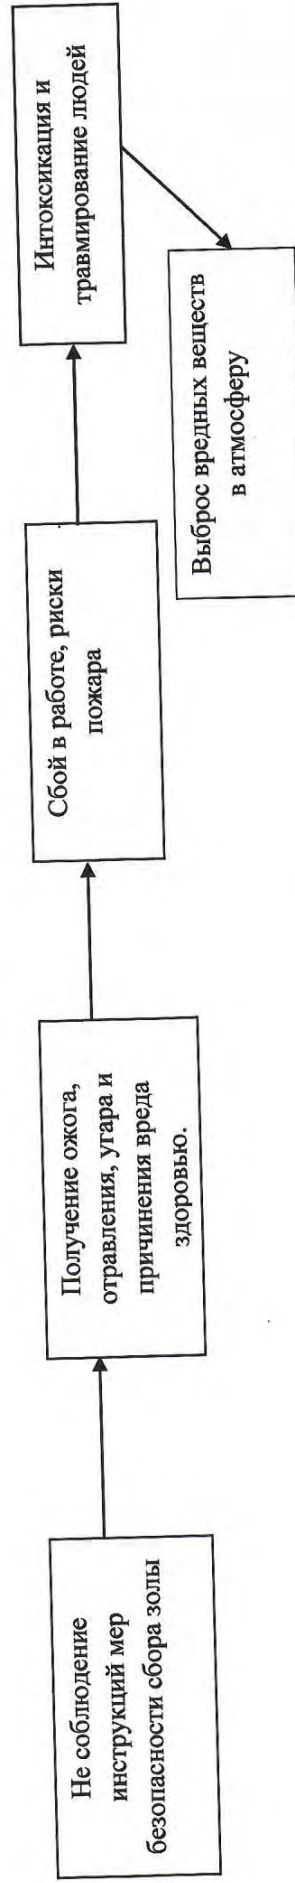 Не соблюдение
инструкций мер
безопасности сбора золы
Получение ожога,
отравления, угара и
причинения вреда
здоровью.
Сбой в работе, риски
пожара
Интоксикация и
травмирование людей
Выброс вредных веществ
в атмосферу